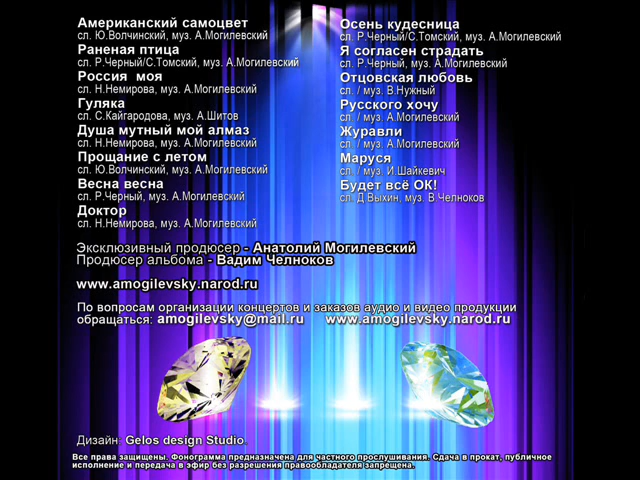 Американский самоцвет
сл. Ю.Волчинский, муз. А.Могилевский
Раненая птица
сл. Р.Черный/С.Томский, муз. А.Могилевский
Россия моя
сл. Н.Немирова, муз. А.Могилевский
Гуляка
сл. С.Кайгародова, муз. А.Шитов
Душа мутный мой алмаз
сл. Н.Немирова, муз. А.Могилевский
Прощание с летом
сл. Ю.Волчинский, муз. А.Могилевский
Весна весна
сл. Р.Черный, муз. А.Могилевский
Доктор
сл. Н.Немирова, муз. А.Могилевский
Осень кудесница
сл. Р.Черный/С.Томский, муз. А.Могилевский
Я согласен страдать
сл. Р.Черный, муз. А.Могилевский
Отцовская любовь
сл. / муз. В.Нужный
Русского хочу
сл. / муз. А.Могилевский
Журавли
сл. / муз. А.Могилевский
Маруся
сл. / муз. И.Шайкевич
Будет всё ОК!
сл. Д.Выхин, муз. В.Челноков
Эксклюзивный продюсер - Анатолий Могилевский
Продюсер альбома - Вадим Челноков
www.amogilevsky.narod.ru
По вопросам организации концертов и заказов аудио и видео продукции
обращаться: amogilevsky@mail.ru www.amogilevsky.narod.ru
Дизайн: Gelos design Studio.
Все права защищены. Фонограмма предназначена для частного прослушивания. Сдача в прокат, публичное
исполнение и передача в эфир без разрешения правообладателя запрещена.